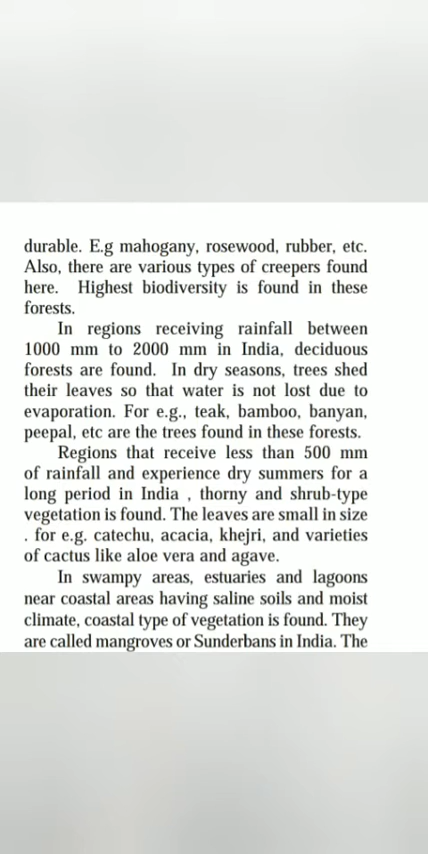 durable. E.g mahogany, rosewood, rubber, etc.
Also, there are various types of creepers found
here. Highest biodiversity is found in these
forests.
In regions receiving rainfall between
1000 mm to 2000 mm in India, deciduous
forests are found. In dry seasons, trees shed
their leaves so that water is not lost due to
evaporation. For e.g., teak, bamboo, banyan,
peepal, etc are the trees found in these forests.
Regions that receive less than 500 mm
of rainfall and experience dry summers for a
long period in India , thorny and shrub-type
vegetation is found. The leaves are small in size
. for e.g. catechu, acacia, khejri, and varieties
of cactus like aloe vera and agave.
In swampy areas, estuaries and lagoons
near coastal areas having saline soils and moist
climate, coastal type of vegetation is found. They
are called mangroves or Sunderbans in India. The